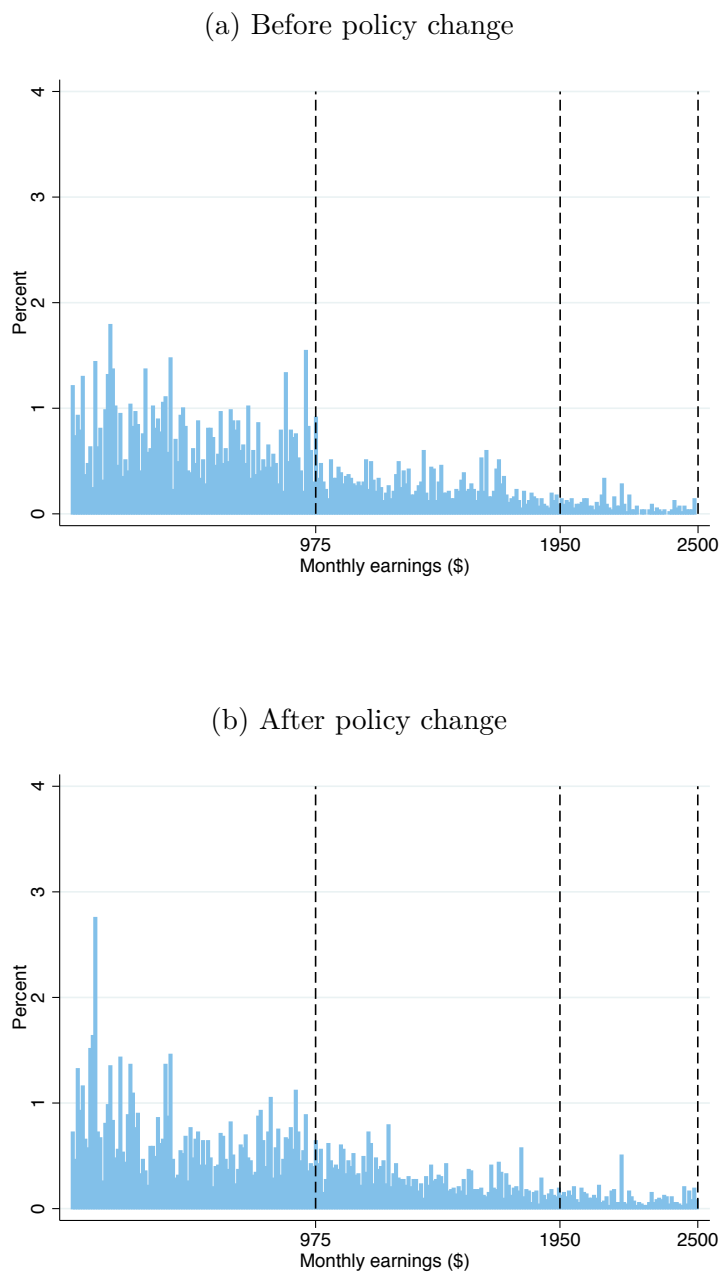 (a) Before policy change
4
3
2
1
0
Percent
975
1950
2500
Monthly earnings ($)
(b) After policy change
4
3
2
1
0
Percent
975
1950
2500
Monthly earnings ($)